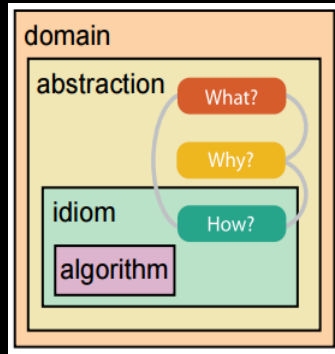 domain
abstraction
What?
Why?
idiom
How?
algorithm